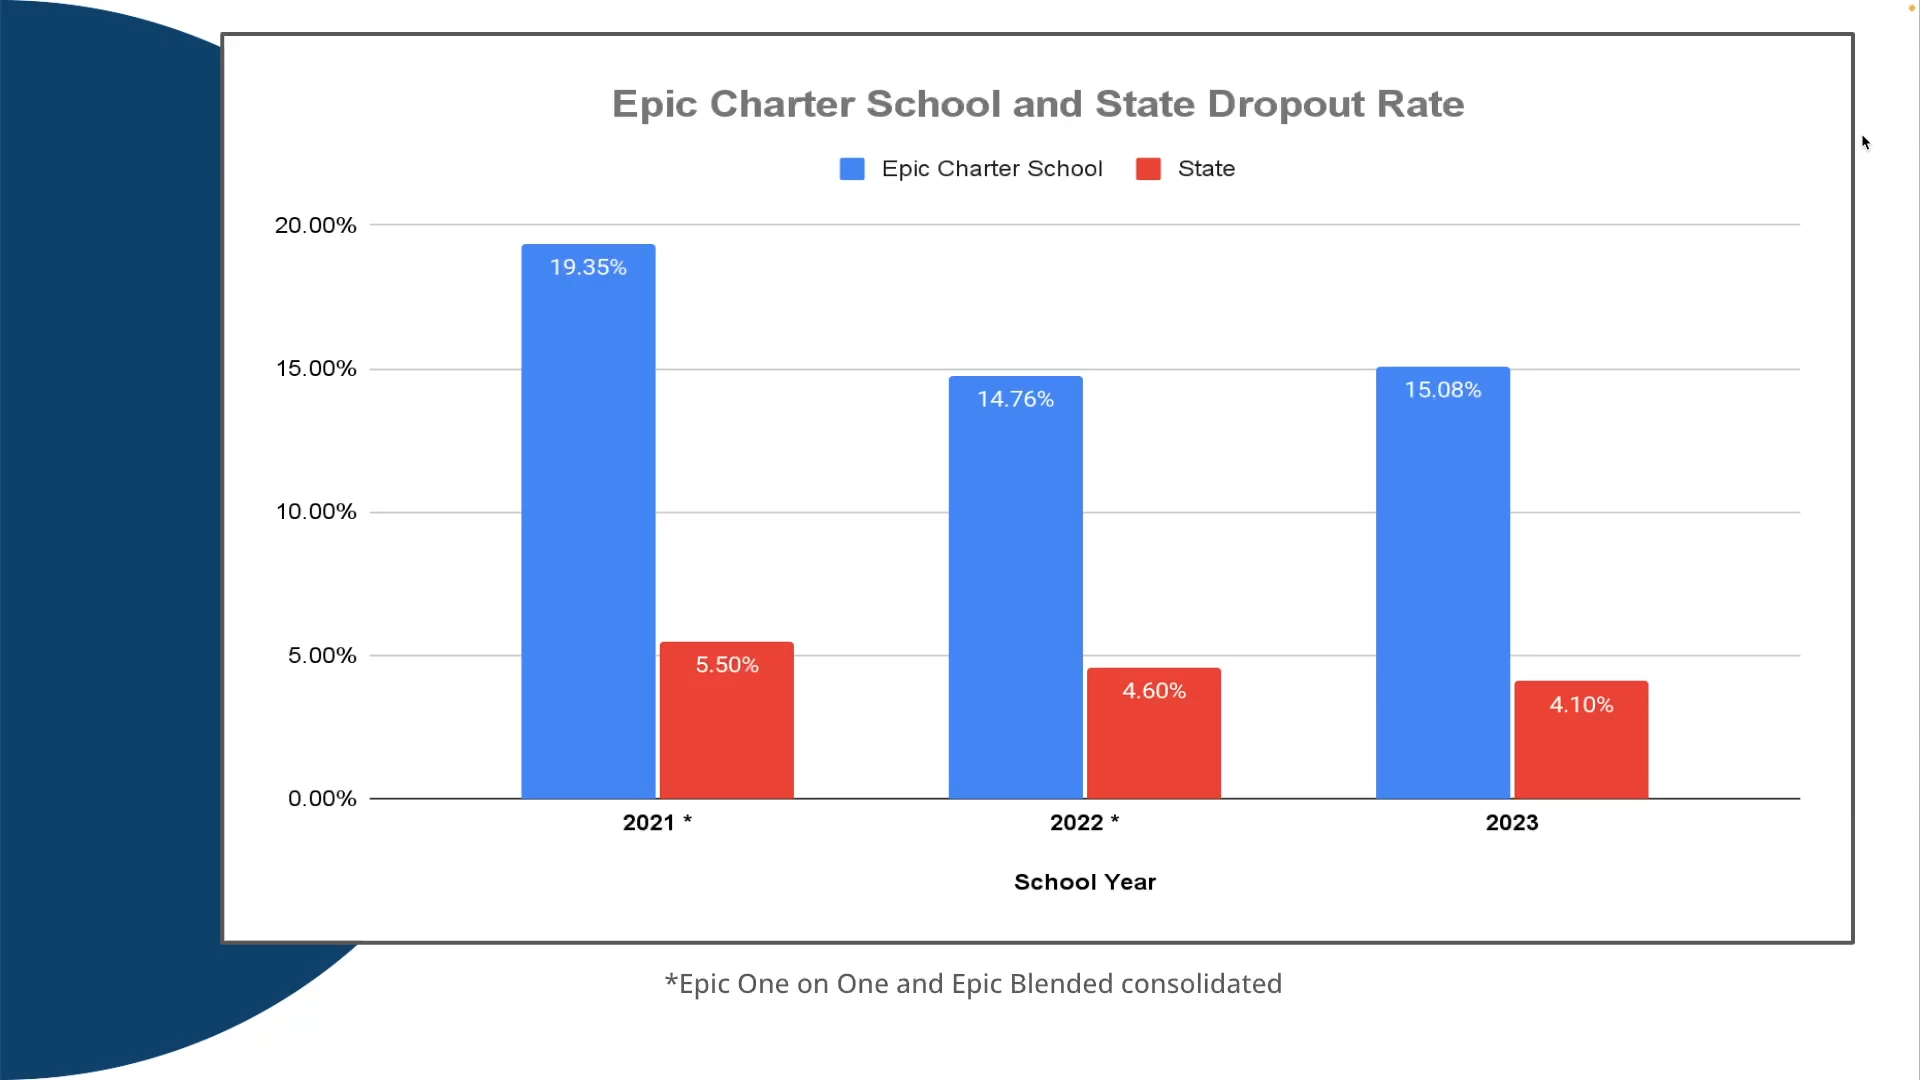 Epic Charter School and State Dropout Rate
Epic Charter School State
20.00%
15.00%
10.00%
5.00%
0.00%
19.35%
5.50%
14.76%
4.60%
15.08%
4.10%
2021 * 2022 * 2023
School Year
*Epic One on One and Epic Blended consolidated